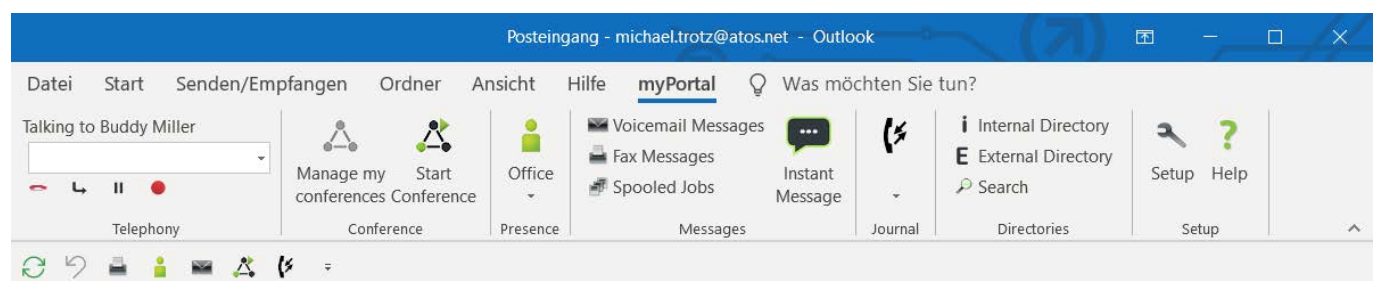 Posteingang - michael.trotz@atos.net - Outlook
Datei Start Senden/Empfangen Ordner Ansicht Hilfe myPortal Was möchten Sie tun?
Talking to Buddy Miller
Manage my conferences
Start Conference
Office
Voicemail Messages
Fax Messages
Spooled Jobs
Instant Message
i Internal Directory
E External Directory
Search
Setup
? Help
Telephony Conference Presence Messages Journal Directories Setup